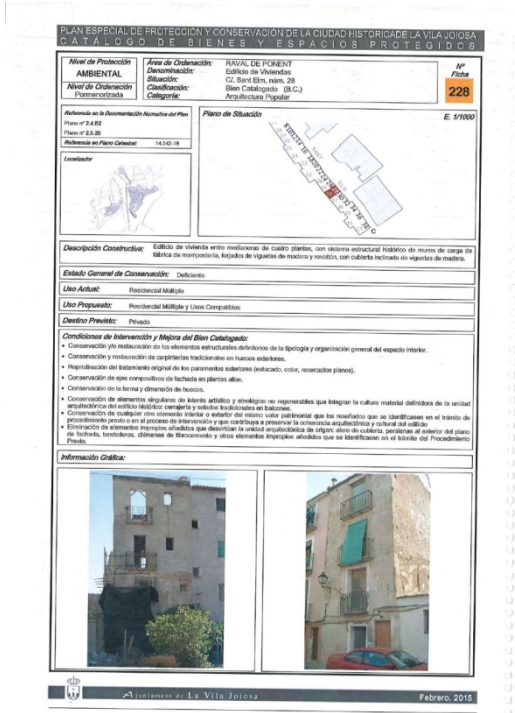 PLAN ESPECIAL DE PROTECCIÓN Y CONSERVACIÓN DE LA CIUDAD HISTÓRICA DE LA VILA JOIOSA
CATÁLOGO DE BIENES Y ESPACIOS PROTEGIDOS
Nivel de Protección
AMBIENTAL
Nivel de Ordenación
Pormenorizada
Área de Ordenación: RAVAL DE PONENT
Denominación: Edificio de Viviendas
Situación: C/. Sant Elm, núm. 28
Clasificación: Bien Catalogado (B.C.)
Categoría: Arquitectura Popular
Nº
Ficha
228
Referencia en la Documentación Normativa del Plan
Plano nº 2.4.B2
Plano nº 2.5.26
Referencia en Plano Catastral: 14.042-18
Localizador
Plano de Situación
E. 1/1000
SANT
ELM
Descripción Constructiva: Edificio de vivienda entre medianeras de cuatro plantas, con sistema estructural histórico de muros de carga de
fábrica de mampostería, forjados de viguetas de madera y revoltón, con cubierta inclinada de viguetas de madera.
Estado General de Conservación: Deficiente
Uso Actual: Residencial Múltiple
Uso Propuesto: Residencial Múltiple y Usos Compatibles
Destino Previsto: Privado
Condiciones de Intervención y Mejora del Bien Catalogado:
• Conservación y/o restauración de los elementos estructurales definitorios de la tipología y organización general del espacio interior.
• Conservación y restauración de carpinterías tradicionales en huecos exteriores.
• Repristinación del tratamiento original de los paramentos exteriores (estucado, color, recercados planos).
• Conservación de ejes compositivos de fachada en plantas altas.
• Conservación de la forma y dimensión de huecos.
• Conservación de elementos singulares de interés artístico y etnológico no regenerables que integran la cultura material definidora de la unidad
arquitectónica del edificio histórico: cerrajería y solados tradicionales en balcones.
• Conservación de cualquier otro elemento interior o exterior del mismo valor patrimonial que los reseñados que se identificasen en el trámite de
procedimiento previo o en el proceso de intervención y que contribuya a preservar la coherencia arquitectónica y cultural del edificio
• Eliminación de elementos impropios añadidos que desvirtúan la unidad arquitectónica de origen: alero de cubierta, persianas al exterior del plano
de fachada, tendederos, chimenea de fibrocemento y otros elementos impropios añadidos que se identificasen en el trámite del Procedimiento
Previo.
Información Gráfica:
Ajuntament de La Vila Joiosa
Febrero, 2015